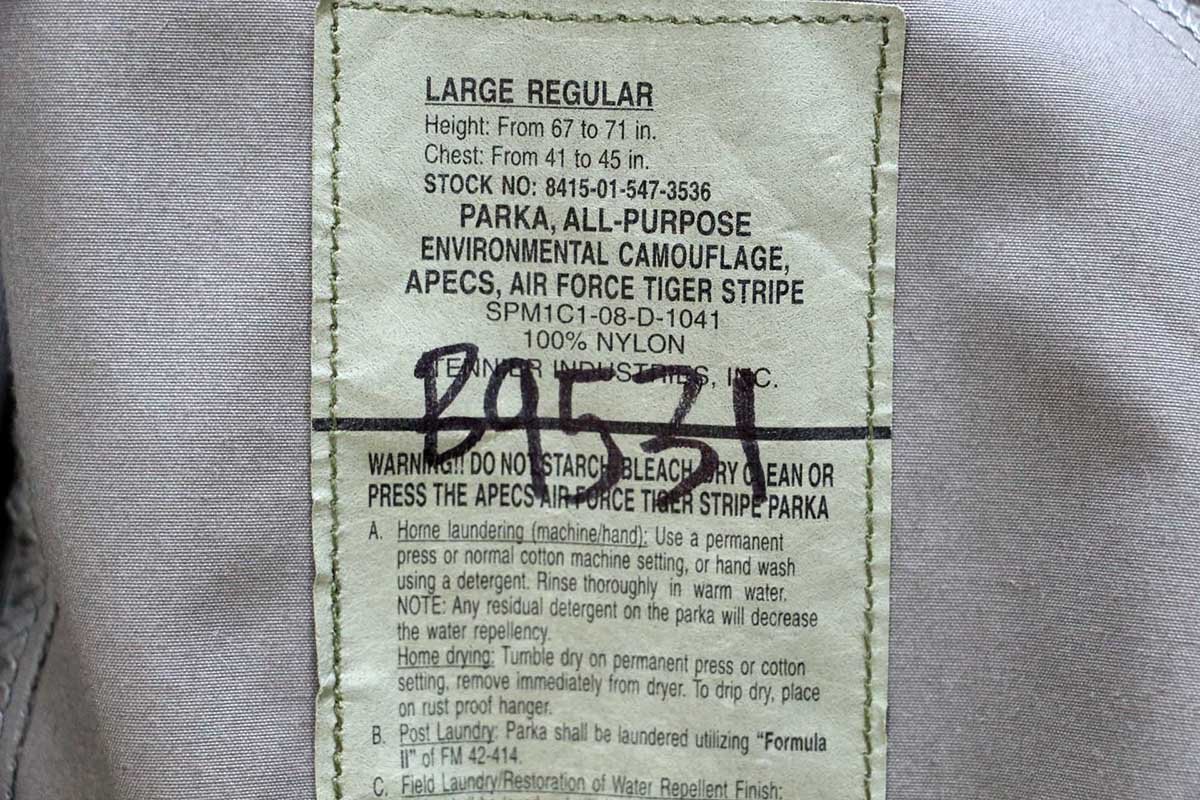 LARGE REGULAR
Height: From 67 to 71 in.
Chest: From 41 to 45 in.
STOCK NO: 8415-01-547-3536
PARKA, ALL-PURPOSE
ENVIRONMENTAL CAMOUFLAGE,
APECS, AIR FORCE TIGER STRIPE
SPM1C1-08-D-1041
100% NYLON
TENNIER INDUSTRIES, INC.
B9531
WARNING!! DO NOT STARCH, BLEACH, DRY CLEAN OR
PRESS THE APECS AIR FORCE TIGER STRIPE PARKA
A. Home laundering (machine/hand): Use a permanent
press or normal cotton machine setting, or hand wash
using a detergent. Rinse thoroughly in warm water.
NOTE: Any residual detergent on the parka will decrease
the water repellency.
Home drying: Tumble dry on permanent press or cotton
setting, remove immediately from dryer. To drip dry, place
on rust proof hanger.
B. Post Laundry: Parka shall be laundered utilizing "Formula
II" of FM 42-414.
C. Field Laundry/Restoration of Water Repellent Finish: